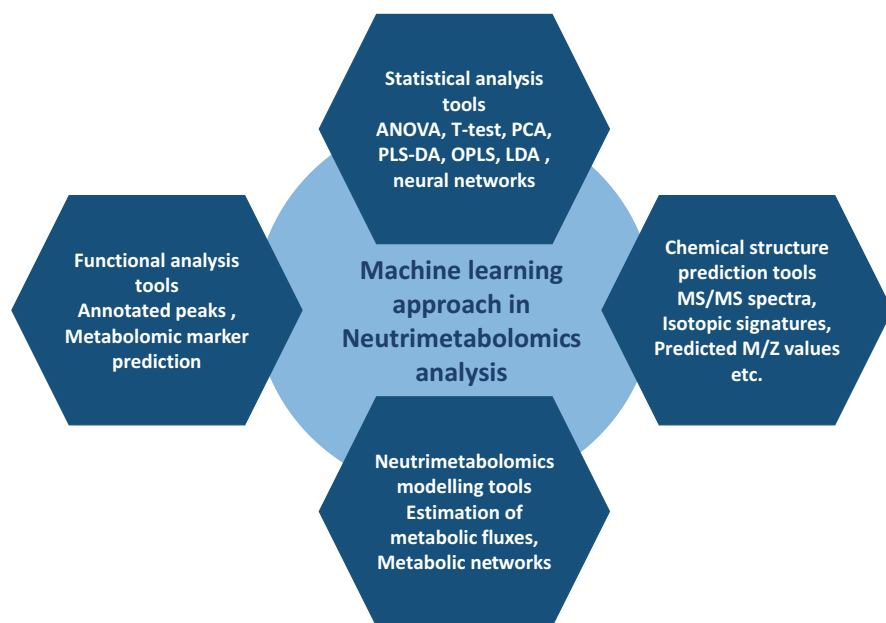 Statistical analysis
tools
ANOVA, T-test, PCA,
PLS-DA, OPLS, LDA ,
neural networks
Functional analysis
tools
Annotated peaks ,
Metabolomic marker
prediction
Machine learning
approach in
Neutrimetabolomics
analysis
Chemical structure
prediction tools
MS/MS spectra,
Isotopic signatures,
Predicted M/Z values
etc.
Neutrimetabolomics
modelling tools
Estimation of
metabolic fluxes,
Metabolic networks